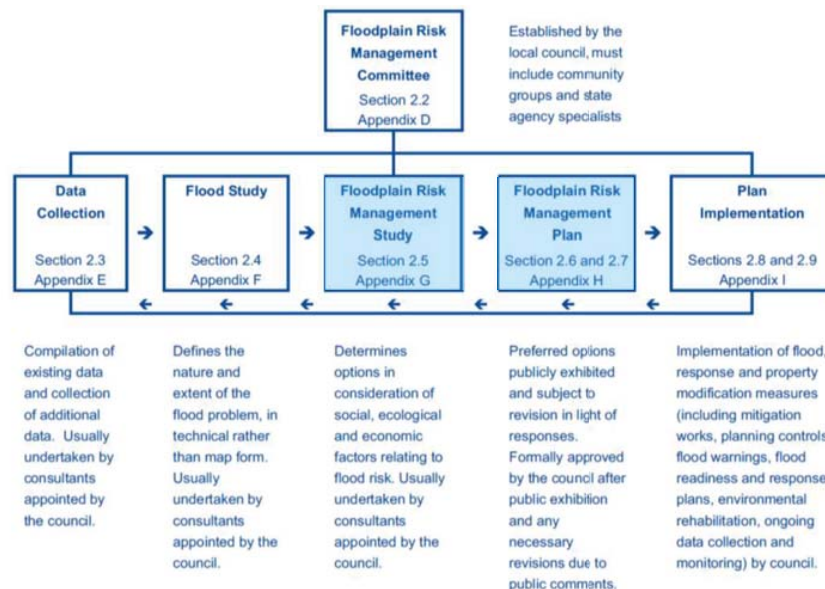 Floodplain Risk
Management
Committee
Section 2.2
Appendix D
Established by the
local council, must
include community
groups and state
agency specialists
Data
Collection
Section 2.3
Appendix E
Flood Study
Section 2.4
Appendix F
Floodplain Risk
Management
Study
Section 2.5
Appendix G
Floodplain Risk
Management
Plan
Section 2.6 and 2.7
Appendix H
Plan
Implementation
Sections 2.8 and 2.9
Appendix I
Compilation of
existing data
and collection
of additional
data. Usually
undertaken by
consultants
appointed by
the council.
Defines the
nature and
extent of the
flood problem, in
technical rather
than map form.
Usually
undertaken by
consultants
appointed by the
council.
Determines
options in
consideration of
social, ecological
and economic
factors relating to
flood risk. Usually
undertaken by
consultants
appointed by the
council.
Preferred options
publicly exhibited
and subject to
revision in light of
responses.
Formally approved
by the council after
public exhibition
and any
necessary
revisions due to
public comments.
Implementation of flood,
response and property
modification measures
(including mitigation
works, planning controls
flood warnings, flood
readiness and response
plans, environmental
rehabilitation, ongoing
data collection and
monitoring) by council.